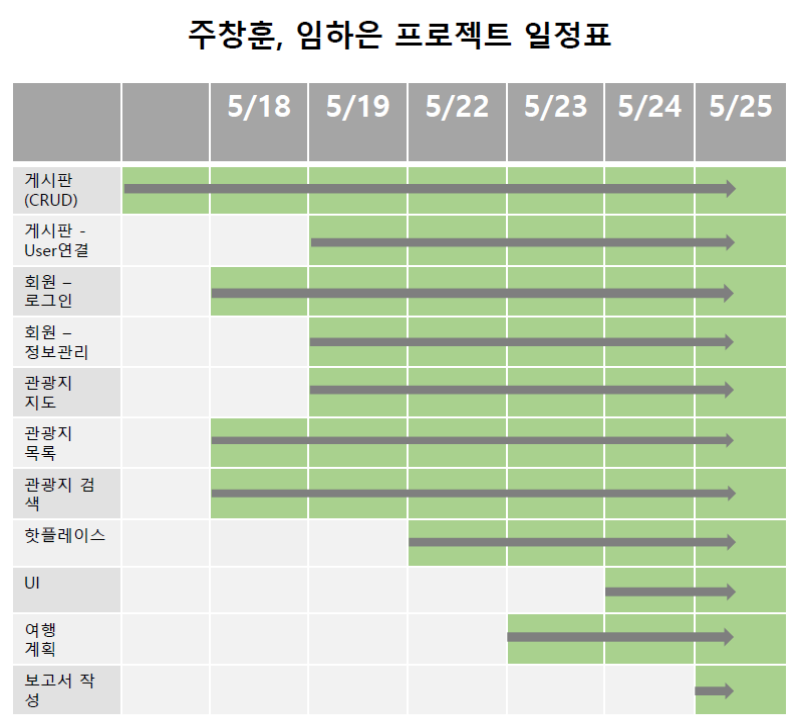 주창훈, 임하은 프로젝트 일정표
5/18 5/19 5/22 5/23 5/24 5/25
게시판
(CRUD)
게시판 -
User연결
회원 –
로그인
회원 –
정보관리
관광지
지도
관광지
목록
관광지 검
색
핫플레이스
UI
여행
계획
보고서 작
성